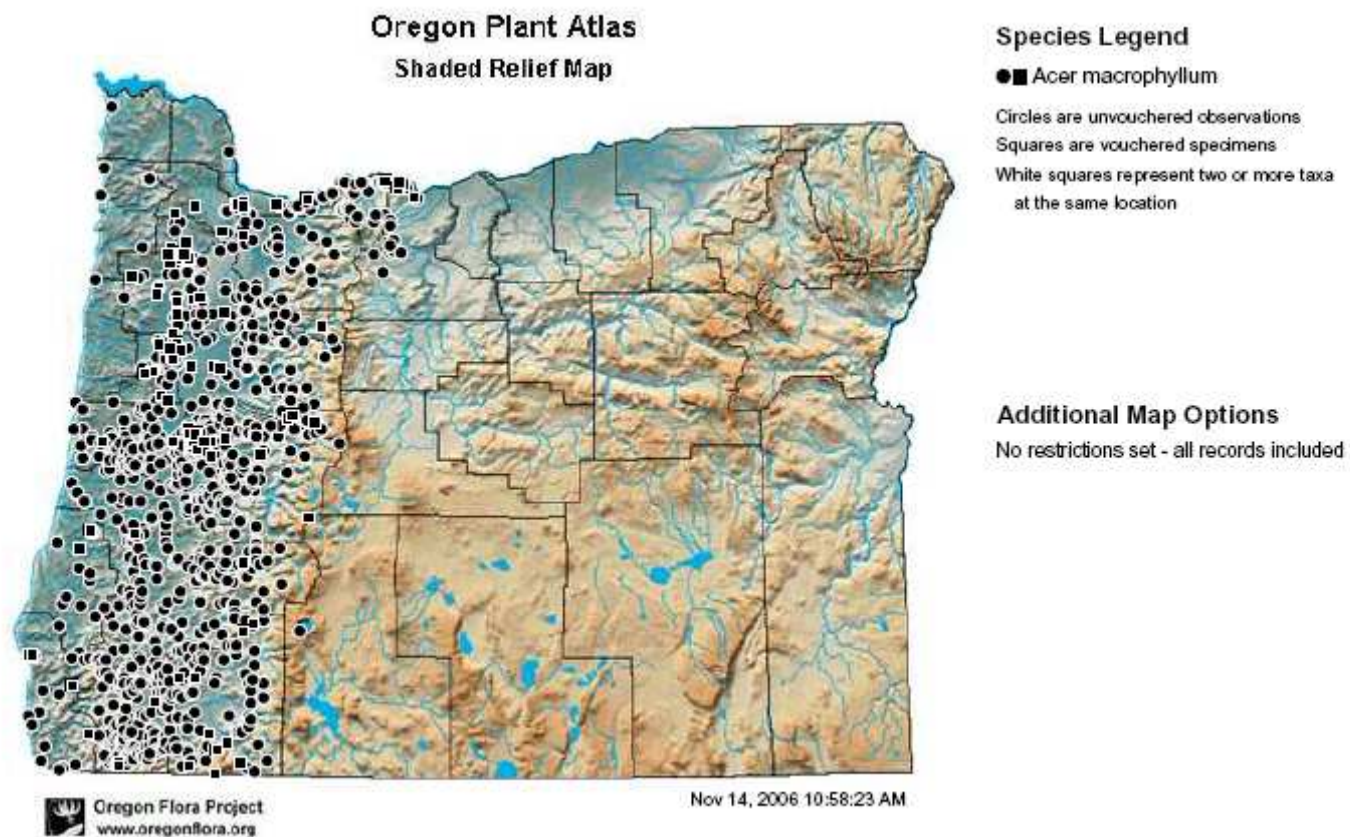 Oregon Plant Atlas
Shaded Relief Map
Species Legend
Acer macrophyllum
Circles are unvouchered observations
Squares are vouchered specimens
White squares represent two or more taxa
at the same location
Additional Map Options
No restrictions set - all records included
Oregon Flora Project
www.oregonflora.org
Nov 14, 2006 10:58:23 AM